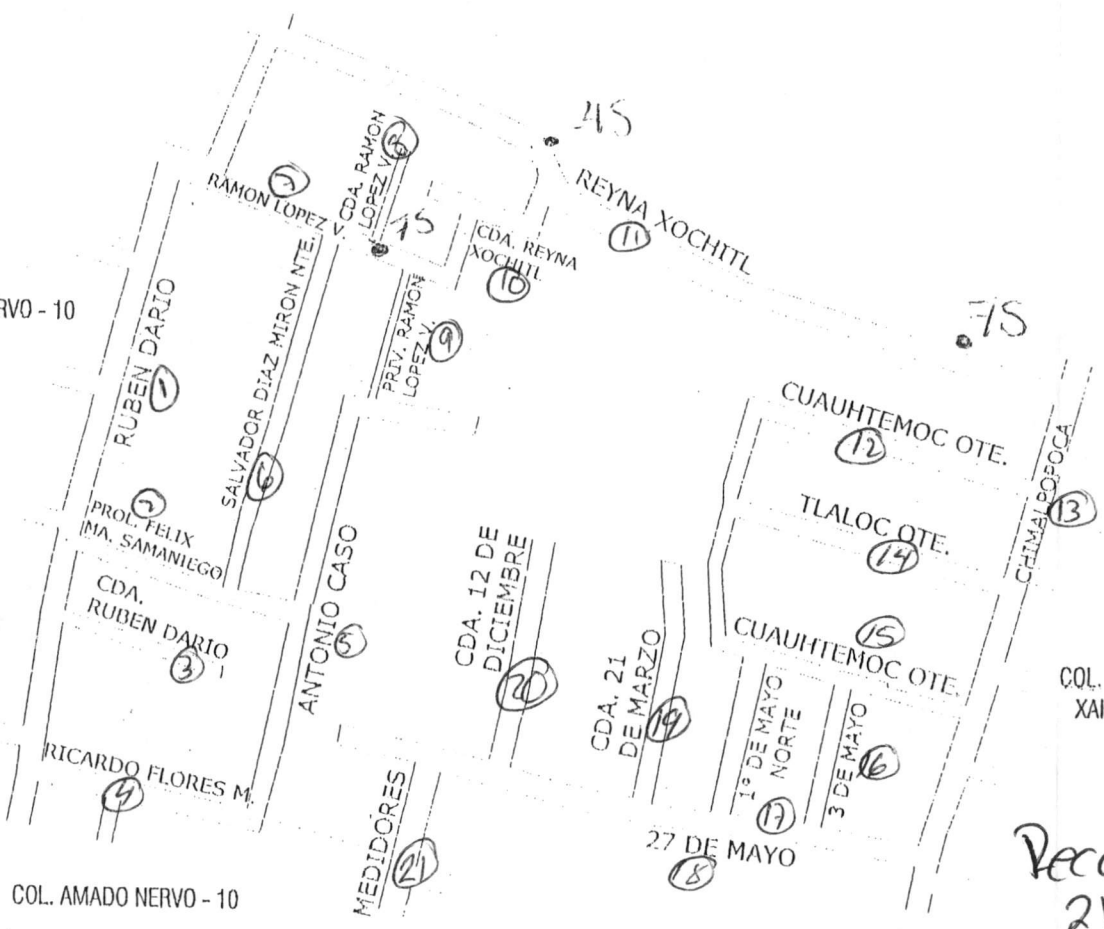 4S
REYNA XOCHITL
11
CDA. RAMON
LOPEZ V.
8
RAMON LOPEZ V.
7
1S
CDA. REYNA
XOCHITL
10
7S
RVO - 10
RUBEN DARIO
1
SALVADOR DIAZ MIRON NTE.
6
PRIV. RAMON
LOPEZ V.
9
CUAUHTEMOC OTE.
12
CHIMALPOPOCA
13
TLALOC OTE.
14
PROL. FELIX
MA. SAMANIEGO
2
CDA.
RUBEN DARIO
3
ANTONIO CASO
5
CDA. 12 DE
DICIEMBRE
20
CDA. 21
DE MARZO
19
CUAUHTEMOC OTE.
15
1° DE MAYO
NORTE
17
3 DE MAYO
16
COL.
XAI
RICARDO FLORES M.
4
MEDIDORES
21
27 DE MAYO
18
COL. AMADO NERVO - 10